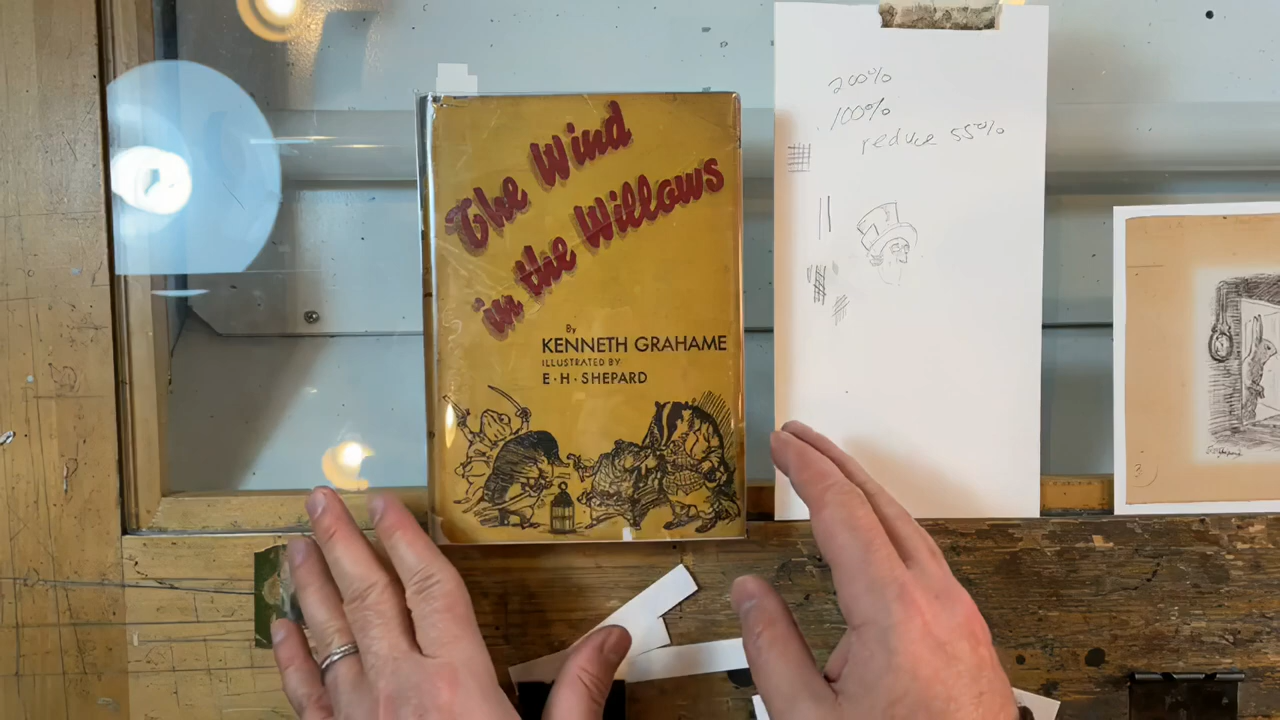 The Wind
in the Willows
By
KENNETH GRAHAME
ILLUSTRATED BY
E·H·SHEPARD
200%
100%
reduce 55%